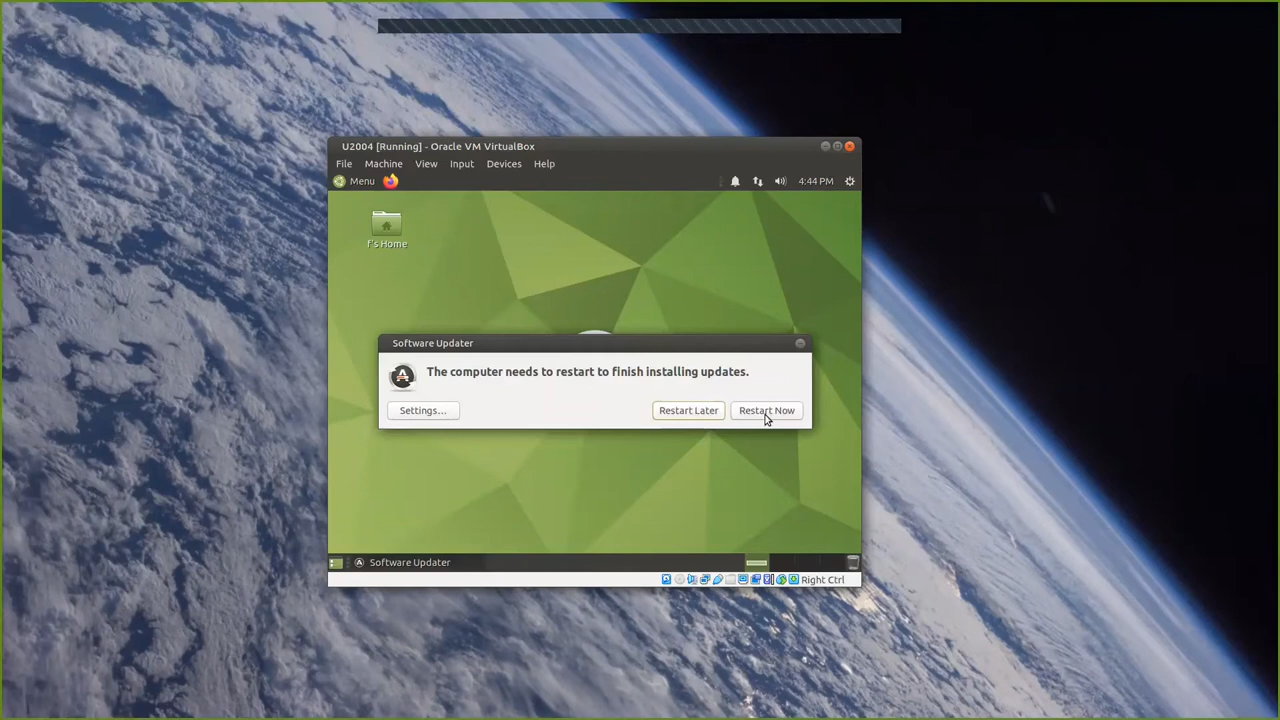 U2004 [Running] - Oracle VM VirtualBox
File Machine View Input Devices Help
Menu 4:44 PM
f's Home
Software Updater
The computer needs to restart to finish installing updates.
Settings... Restart Later Restart Now
Software Updater
Right Ctrl